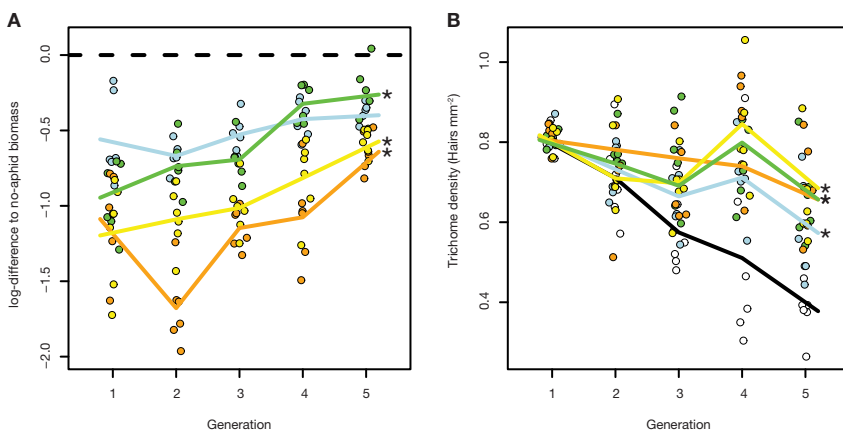 A
log-difference to no-aphid biomass
0.0
−0.5
−1.0
−1.5
−2.0
*
*
*
1 2 3 4 5
Generation
B
Trichome density (Hairs mm⁻²)
1.0
0.8
0.6
0.4
*
*
*
1 2 3 4 5
Generation